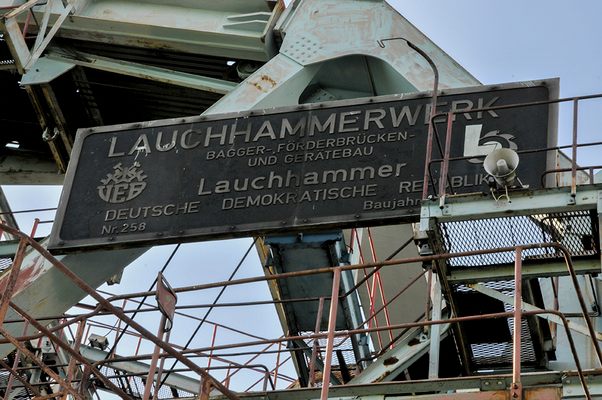 LAUCHHAMMERWERK
BAGGER-, FÖRDERBRÜCKEN-
UND GERÄTEBAU
VEB
Lauchhammer
DEUTSCHE DEMOKRATISCHE REPUBLIK
Nr. 258 Baujahr